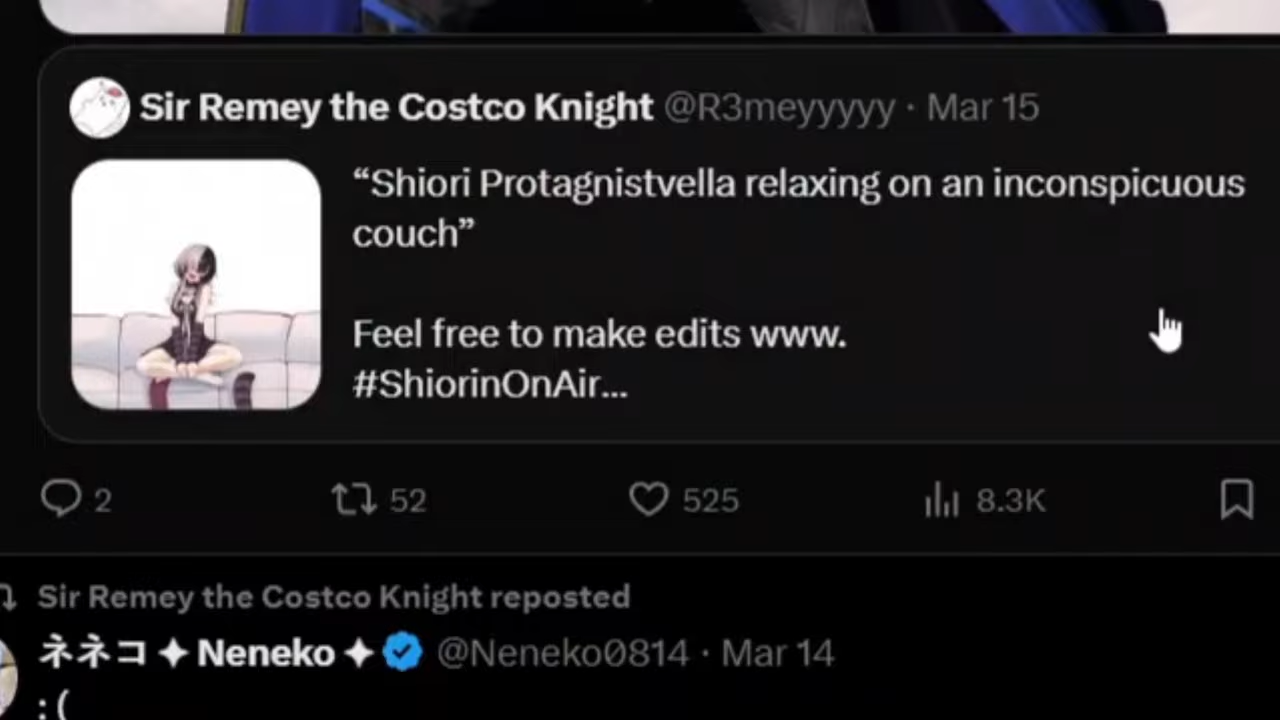 Sir Remey the Costco Knight @R3meyyyyy · Mar 15
“Shiori Protagnistvella relaxing on an inconspicuous
couch”
Feel free to make edits www.
#ShiorinOnAir...
2 52 525 8.3K
Sir Remey the Costco Knight reposted
ネネコ✦Neneko✦ @Neneko0814 · Mar 14
:(